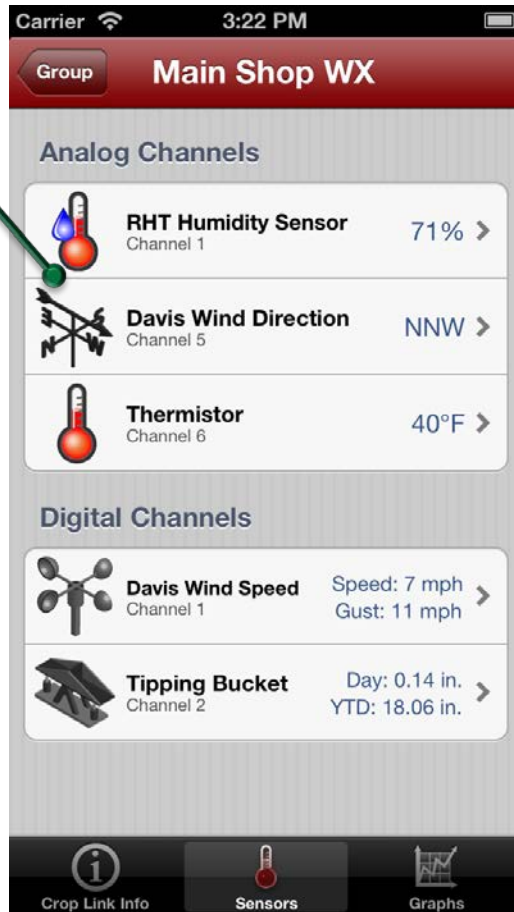 Carrier 3:22 PM
Group Main Shop WX
Analog Channels
RHT Humidity Sensor
Channel 1
71%
Davis Wind Direction
Channel 5
NNW
Thermistor
Channel 6
40°F
Digital Channels
Davis Wind Speed
Channel 1
Speed: 7 mph
Gust: 11 mph
Tipping Bucket
Channel 2
Day: 0.14 in.
YTD: 18.06 in.
Crop Link Info Sensors Graphs